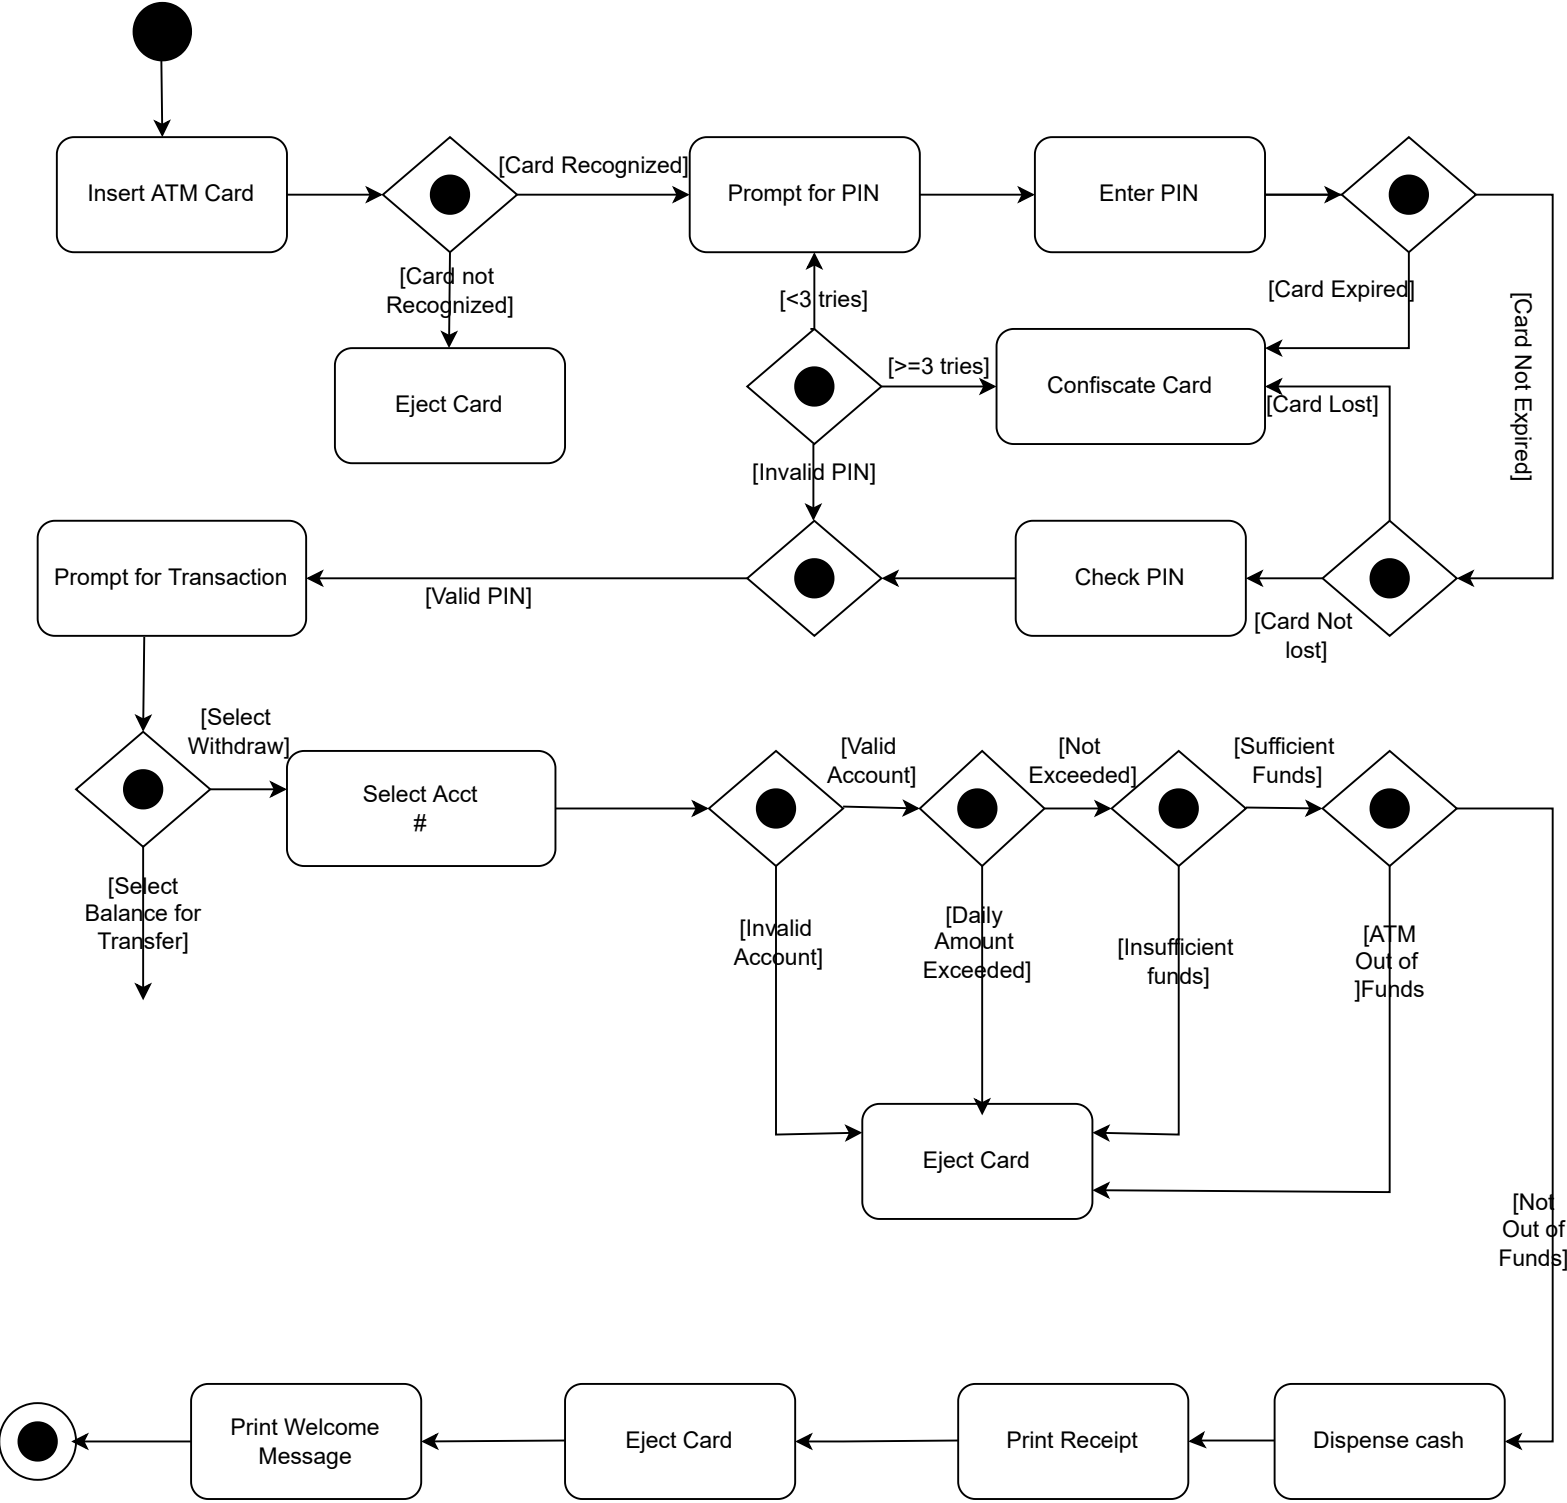 Insert ATM Card
[Card Recognized]
Prompt for PIN
Enter PIN
[Card not
Recognized]
[Card Expired]
[<3 tries]
[Card Not Expired]
Eject Card
[>=3 tries]
Confiscate Card
[Card Lost]
[Invalid PIN]
Prompt for Transaction
[Valid PIN]
Check PIN
[Card Not
lost]
[Select
Withdraw]
Select Acct
#
[Valid
Account]
[Not
Exceeded]
[Sufficient
Funds]
[Select
Balance for
Transfer]
[Invalid
Account]
[Daily
Amount
Exceeded]
[Insufficient
funds]
[ATM
Out of
]Funds
Eject Card
[Not
Out of
Funds]
Print Welcome
Message
Eject Card
Print Receipt
Dispense cash